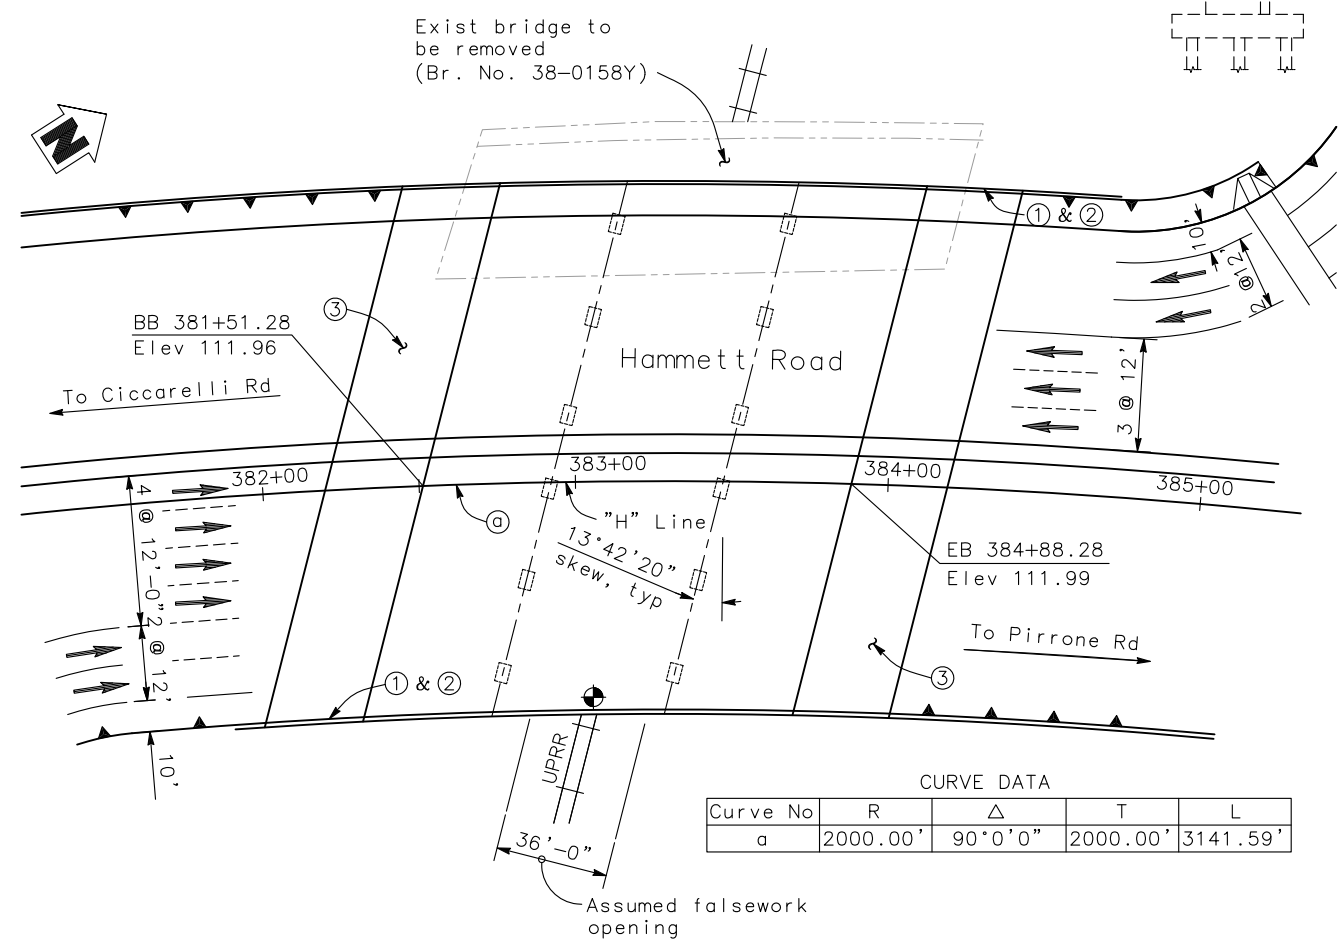 Exist bridge to
be removed
(Br. No. 38-0158Y)
N
1 & 2
10'
2 @12'
3
BB 381+51.28
Elev 111.96
Hammett Road
To Ciccarelli Rd
3 @ 12'
382+00
383+00
384+00
385+00
4 @ 12'-0"
a
"H" Line
13°42'20"
skew, typ
EB 384+88.28
Elev 111.99
2 @ 12'
To Pirrone Rd
1 & 2
3
10'
UPRR
36'-0"
Assumed falsework
opening
CURVE DATA
Curve No R △ T L
a 2000.00' 90°0'0" 2000.00' 3141.59'